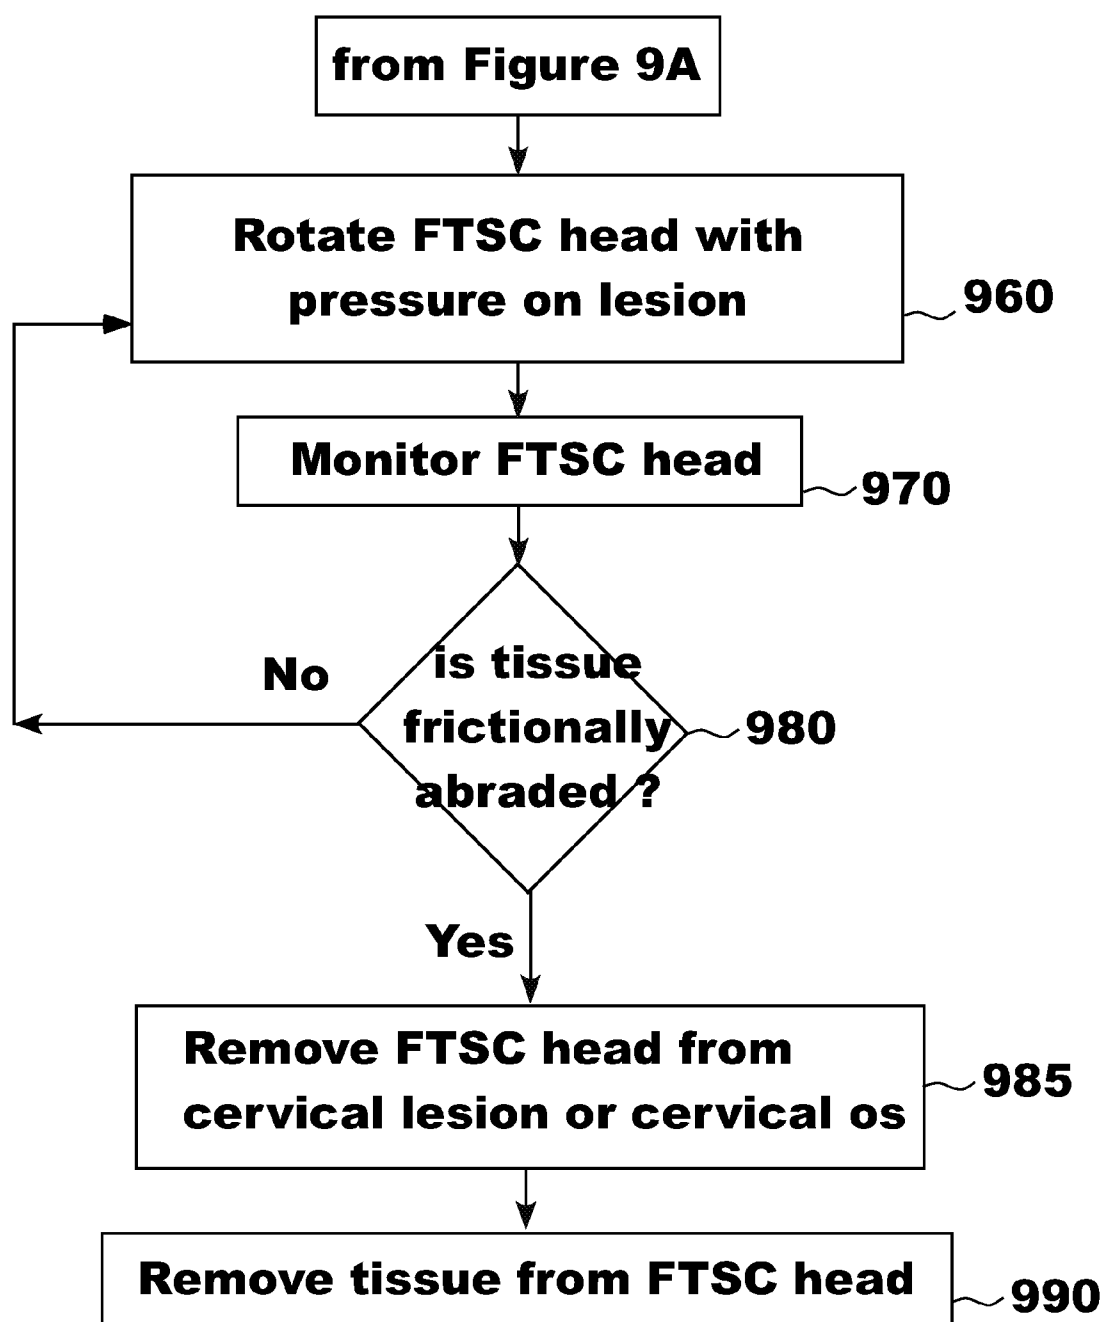 from Figure 9A
Rotate FTSC head with
pressure on lesion
960
Monitor FTSC head
970
No
is tissue
frictionally
abraded ?
980
Yes
Remove FTSC head from
cervical lesion or cervical os
985
Remove tissue from FTSC head
990